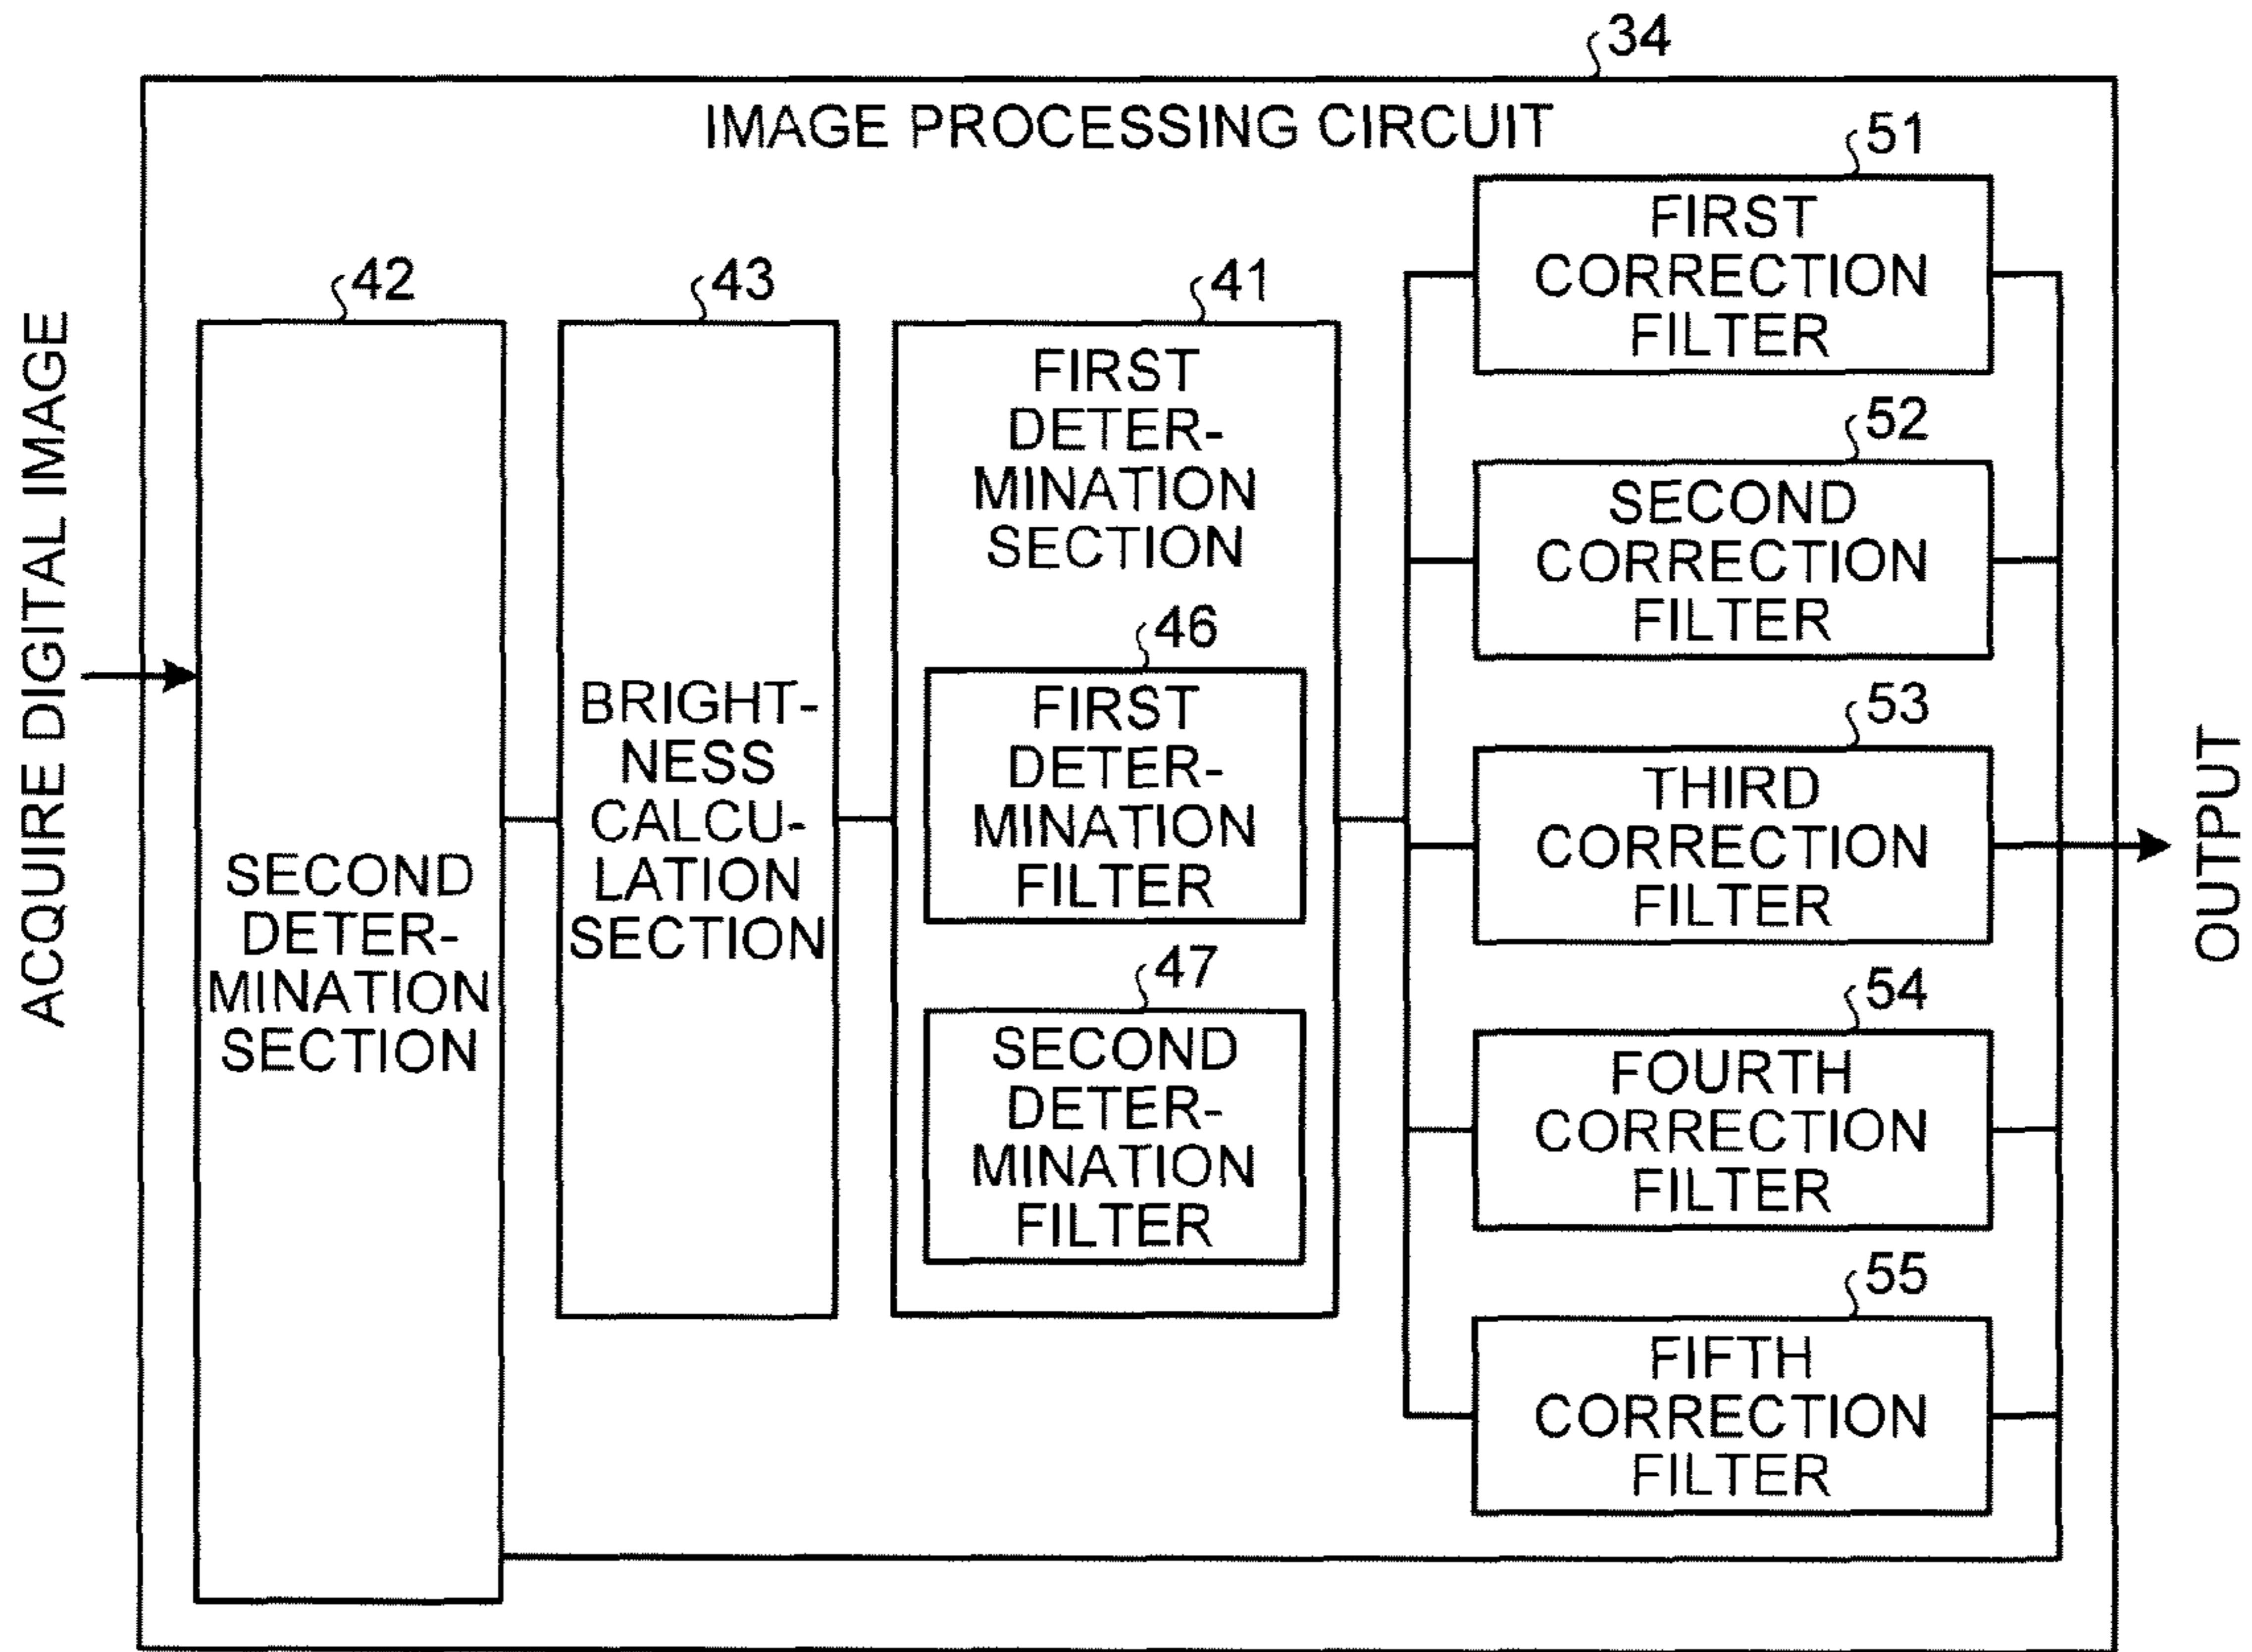 34
IMAGE PROCESSING CIRCUIT
ACQUIRE DIGITAL IMAGE
42
SECOND
DETER-
MINATION
SECTION
43
BRIGHT-
NESS
CALCU-
LATION
SECTION
41
FIRST
DETER-
MINATION
SECTION
46
FIRST
DETER-
MINATION
FILTER
47
SECOND
DETER-
MINATION
FILTER
51
FIRST
CORRECTION
FILTER
52
SECOND
CORRECTION
FILTER
53
THIRD
CORRECTION
FILTER
54
FOURTH
CORRECTION
FILTER
55
FIFTH
CORRECTION
FILTER
OUTPUT